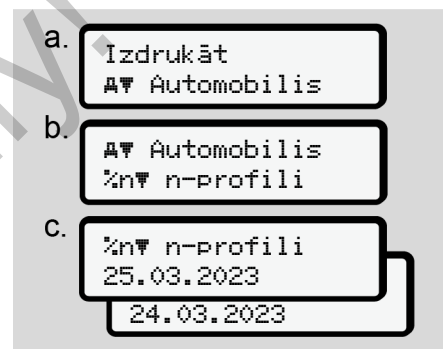 a.
Izdrukāt
A▼ Automobilis
b.
A▼ Automobilis
%n▼ n-profili
c.
%n▼ n-profili
25.03.2023
24.03.2023